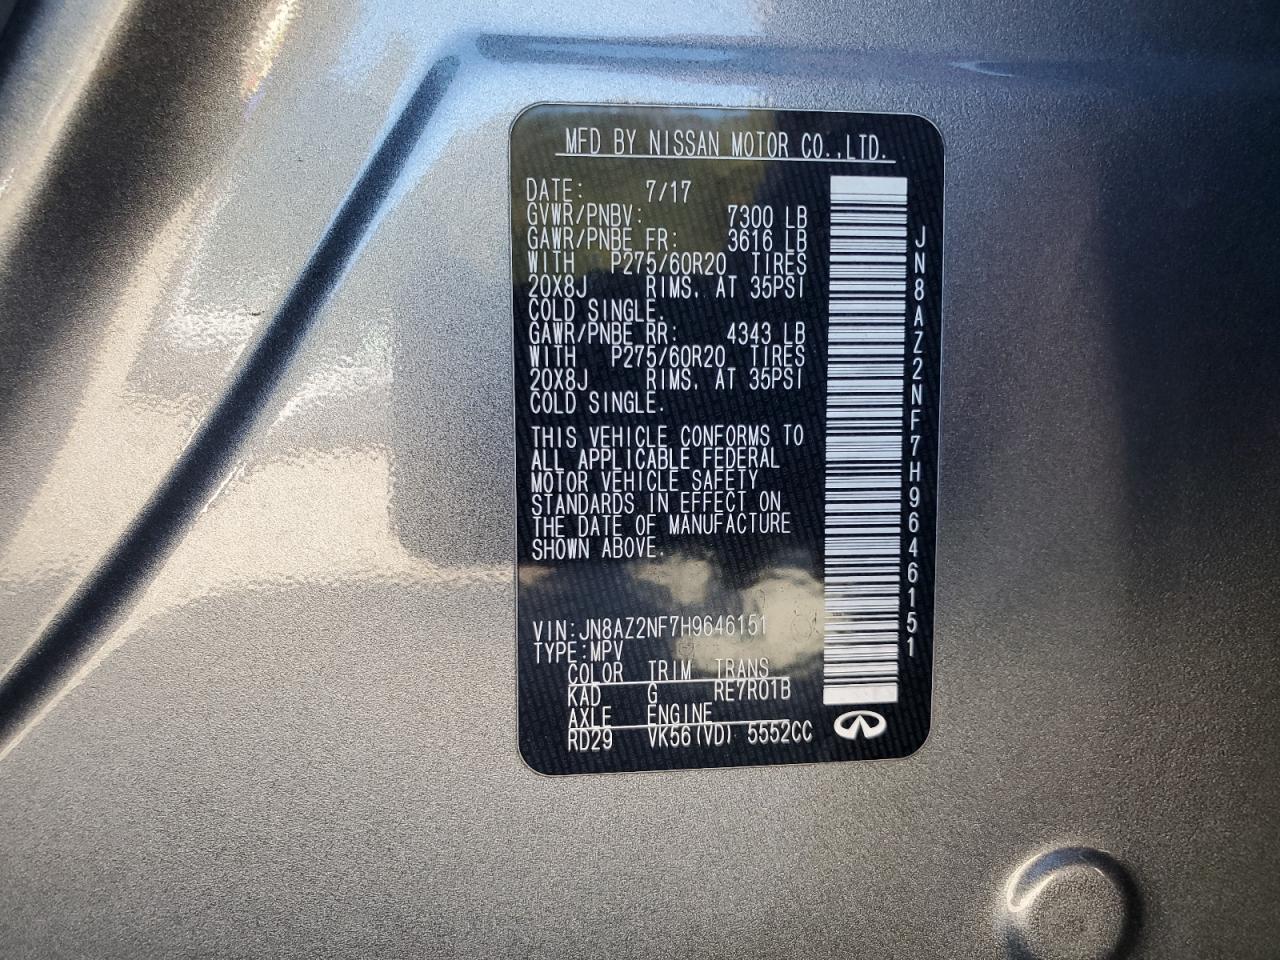 MFD BY NISSAN MOTOR CO.,LTD.
DATE: 7/17
GVWR/PNBV: 7300 LB
GAWR/PNBE FR: 3616 LB
WITH P275/60R20 TIRES
20X8J RIMS, AT 35PSI
COLD SINGLE.
GAWR/PNBE RR: 4343 LB
WITH P275/60R20 TIRES
20X8J RIMS, AT 35PSI
COLD SINGLE.
THIS VEHICLE CONFORMS TO
ALL APPLICABLE FEDERAL
MOTOR VEHICLE SAFETY
STANDARDS IN EFFECT ON
THE DATE OF MANUFACTURE
SHOWN ABOVE.
VIN:JN8AZ2NF7H9646151
TYPE:MPV
COLOR TRIM TRANS
KAD G RE7R01B
AXLE ENGINE
RD29 VK56(VD) 5552CC
JN8AZ2NF7H9646151